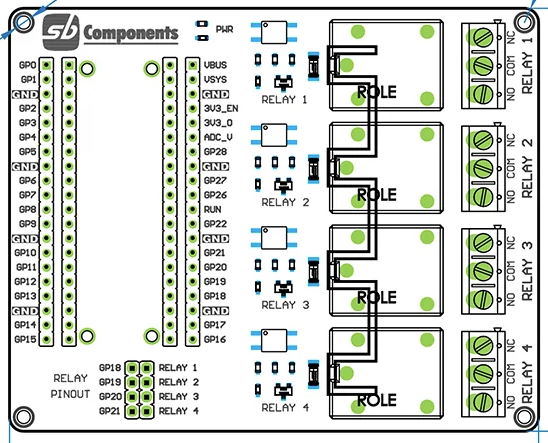 sb Components
PWR
GP0 VBUS
GP1 VSYS
GND GND
GP2 3V3_EN
GP3 3V3_O
GP4 ADC_V
GP5 GP28
GND GND
GP6 GP27
GP7 GP26
GP8 RUN
GP9 GP22
GND GND
GP10 GP21
GP11 GP20
GP12 GP19
GP13 GP18
GND GND
GP14 GP17
GP15 GP16
RELAY
PINOUT
GP18 RELAY 1
GP19 RELAY 2
GP20 RELAY 3
GP21 RELAY 4
RELAY 1
ROLE
NC
COM
NO
RELAY 1
RELAY 2
ROLE
NC
COM
NO
RELAY 2
RELAY 3
ROLE
NC
COM
NO
RELAY 3
RELAY 4
ROLE
NC
COM
NO
RELAY 4